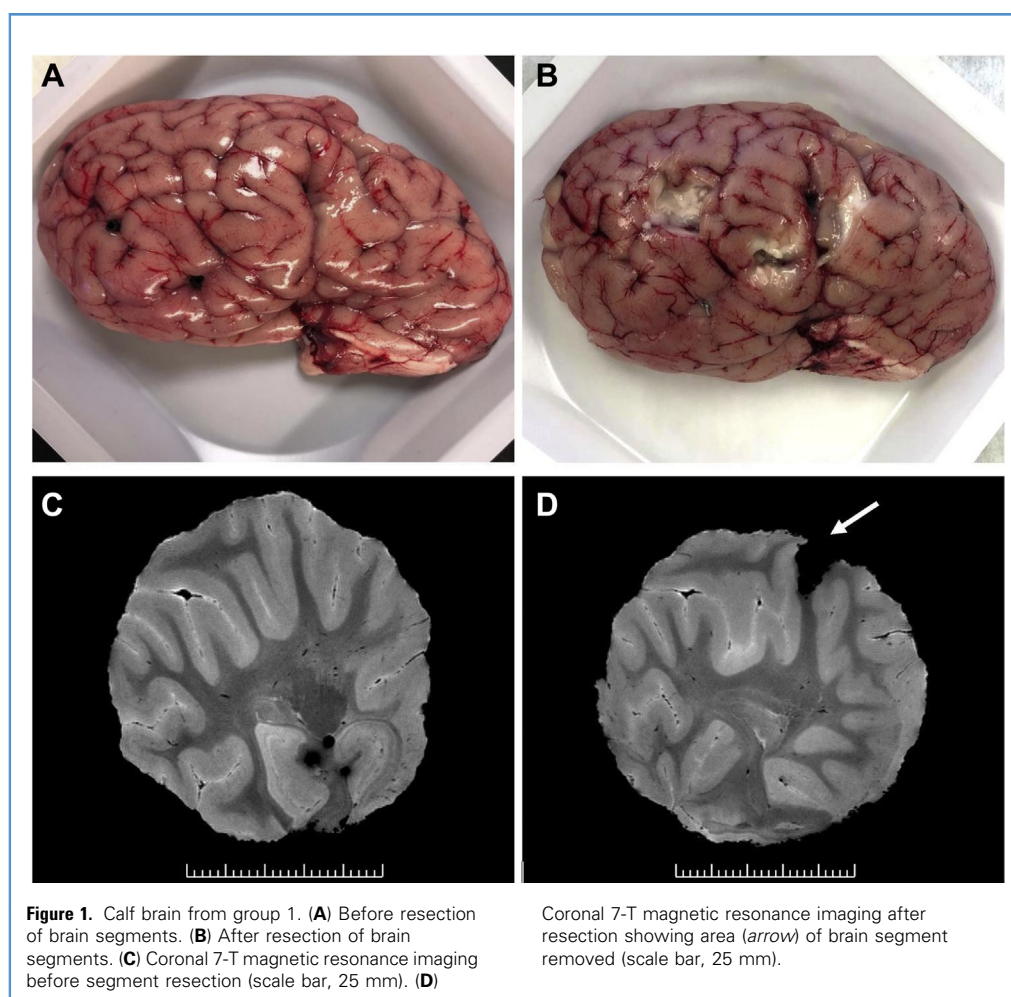 A
B
C
D
Figure 1. Calf brain from group 1. (A) Before resection
of brain segments. (B) After resection of brain
segments. (C) Coronal 7-T magnetic resonance imaging
before segment resection (scale bar, 25 mm). (D)
Coronal 7-T magnetic resonance imaging after
resection showing area (arrow) of brain segment
removed (scale bar, 25 mm).